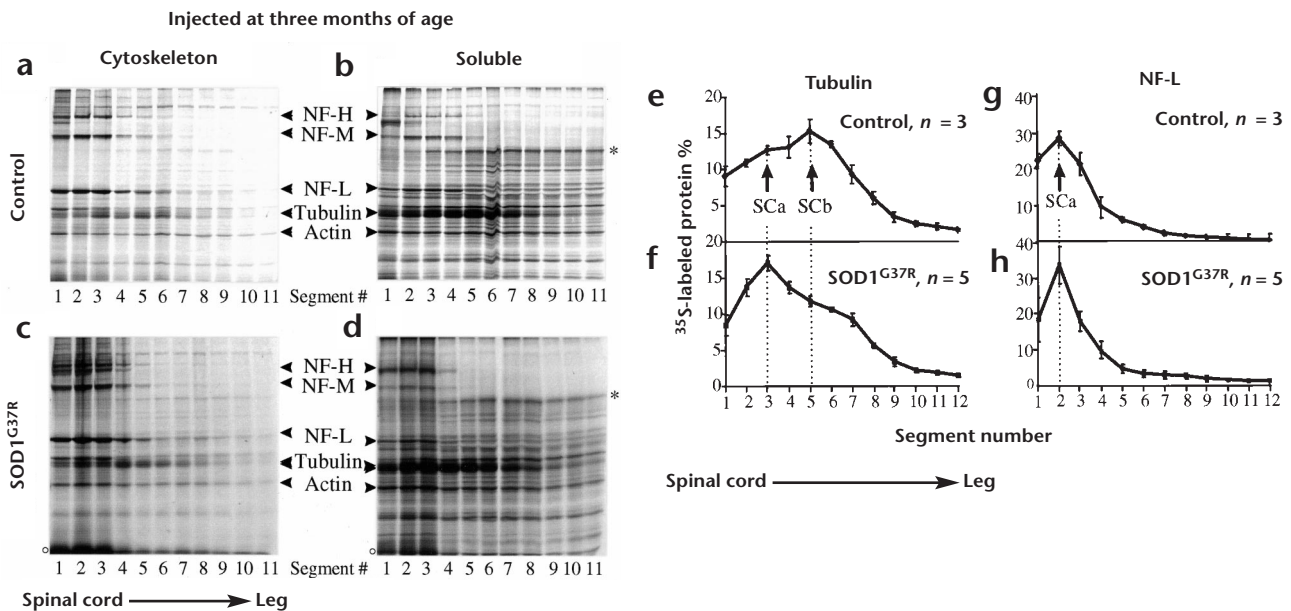 Injected at three months of age
a Cytoskeleton
b Soluble
Control
NF-H
NF-M
*
NF-L
Tubulin
Actin
1 2 3 4 5 6 7 8 9 10 11 Segment # 1 2 3 4 5 6 7 8 9 10 11
c
d
SOD1G37R
NF-H
NF-M
*
NF-L
Tubulin
Actin
1 2 3 4 5 6 7 8 9 10 11 Segment # 1 2 3 4 5 6 7 8 9 10 11
Spinal cord Leg
35S-labeled protein %
e Tubulin
20
15
10
5
Control, n = 3
SCa SCb
f
20
15
10
5
0
SOD1G37R, n = 5
1 2 3 4 5 6 7 8 9 10 11 12
g NF-L
40
30
20
10
Control, n = 3
SCa
h
40
30
20
10
0
SOD1G37R, n = 5
1 2 3 4 5 6 7 8 9 10 11 12
Segment number
Spinal cord Leg